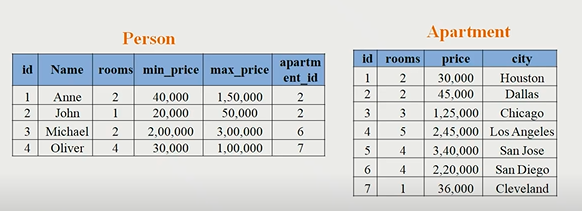 Person
id Name rooms min_price max_price apartm
ent_id
1 Anne 2 40,000 1,50,000 2
2 John 1 20,000 50,000 2
3 Michael 2 2,00,000 3,00,000 6
4 Oliver 4 30,000 1,00,000 7
Apartment
id rooms price city
1 2 30,000 Houston
2 2 45,000 Dallas
3 3 1,25,000 Chicago
4 5 2,45,000 Los Angeles
5 4 3,40,000 San Jose
6 4 2,20,000 San Diego
7 1 36,000 Cleveland